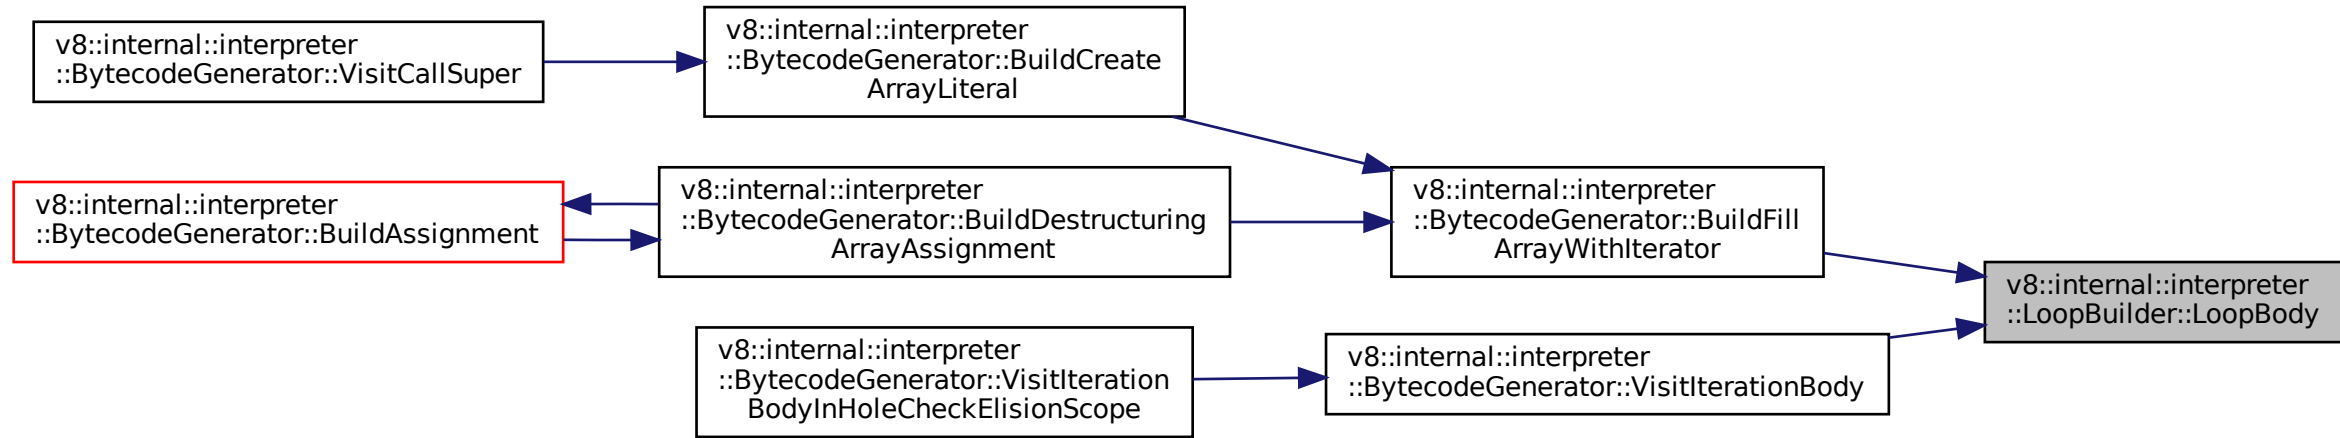 v8::internal::interpreter
::BytecodeGenerator::VisitCallSuper
v8::internal::interpreter
::BytecodeGenerator::BuildCreate
ArrayLiteral
v8::internal::interpreter
::BytecodeGenerator::BuildAssignment
v8::internal::interpreter
::BytecodeGenerator::BuildDestructuring
ArrayAssignment
v8::internal::interpreter
::BytecodeGenerator::BuildFill
ArrayWithIterator
v8::internal::interpreter
::LoopBuilder::LoopBody
v8::internal::interpreter
::BytecodeGenerator::VisitIteration
BodyInHoleCheckElisionScope
v8::internal::interpreter
::BytecodeGenerator::VisitIterationBody